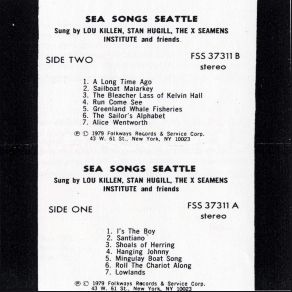 SEA SONGS SEATTLE
Sung by LOU KILLEN, STAN HUGILL, THE X SEAMENS
INSTITUTE and friends.
SIDE TWO
FSS 37311 B
stereo
1. A Long Time Ago
2. Sailboat Malarkey
3. The Bleacher Lass of Kelvin Hall
4. Run Come See
5. Greenland Whale Fisheries
6. The Sailor's Alphabet
7. Alice Wentworth
℗ © 1979 Folkways Records & Service Corp.
43 W. 61 St., New York, NY 10023
SEA SONGS SEATTLE
Sung by LOU KILLEN, STAN HUGILL, THE X SEAMENS
INSTITUTE and friends
SIDE ONE
FSS 37311 A
stereo
1. I's The Boy
2. Santiano
3. Shoals of Herring
4. Hanging Johnny
5. Mingulay Boat Song
6. Roll The Chariot Along
7. Lowlands
℗ © 1979 Folkways Records & Service Corp.
43 W. 61 St., New York, NY 10023